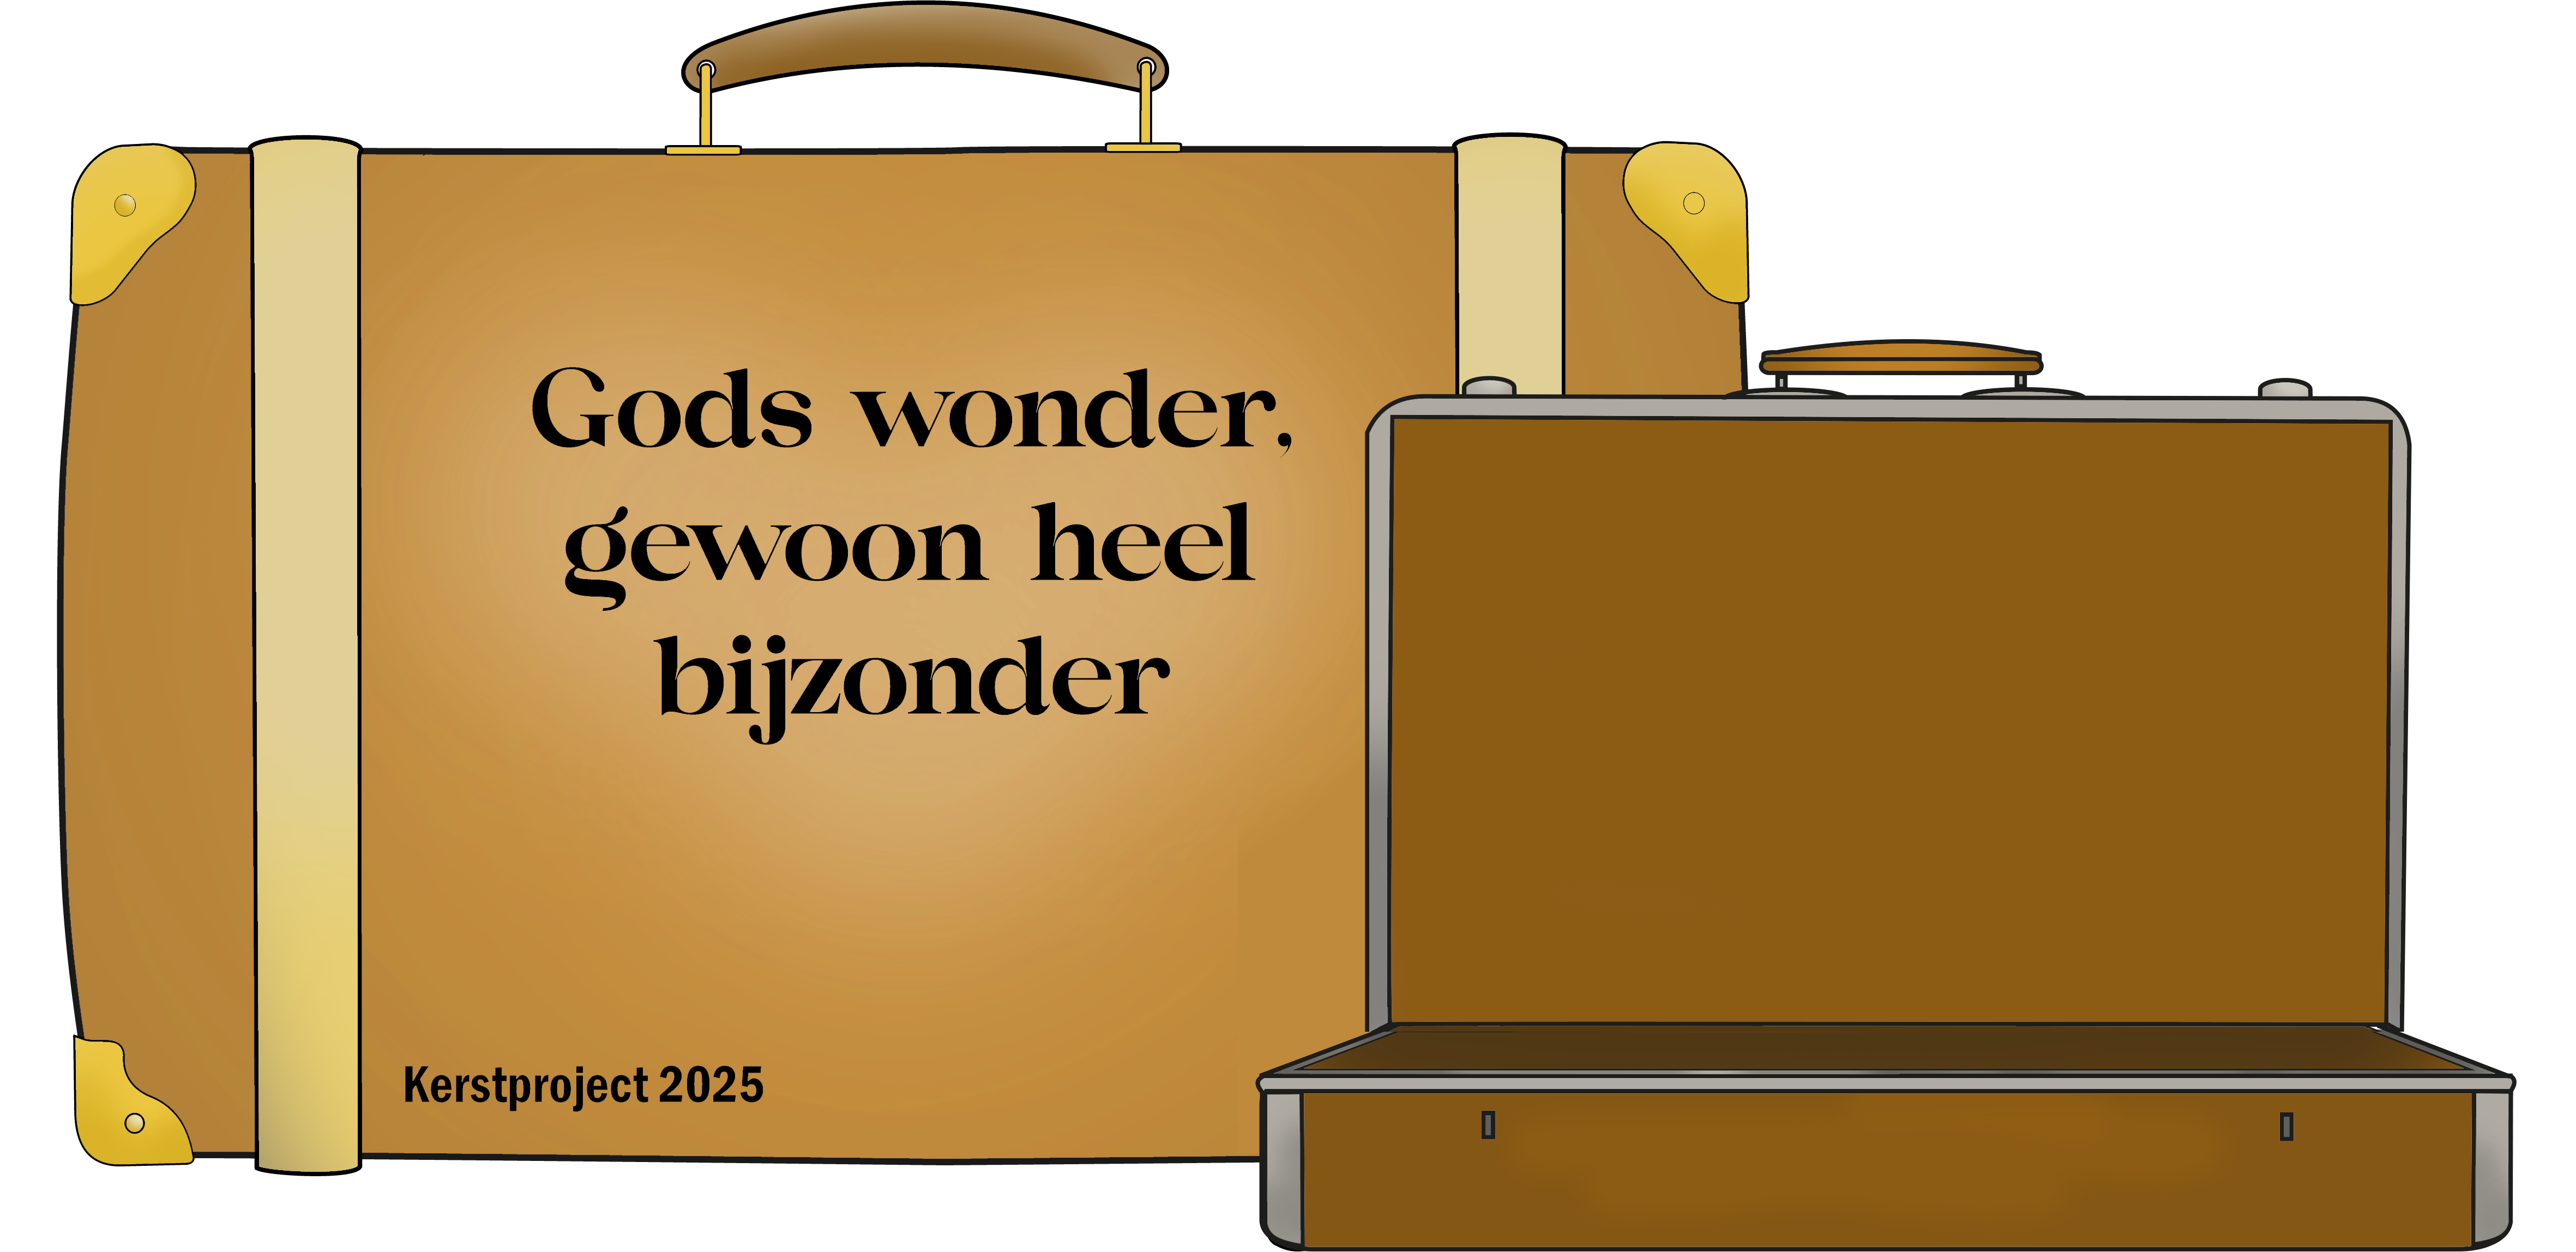 Gods wonder,
gewoon heel
bijzonder
Kerstproject 2025